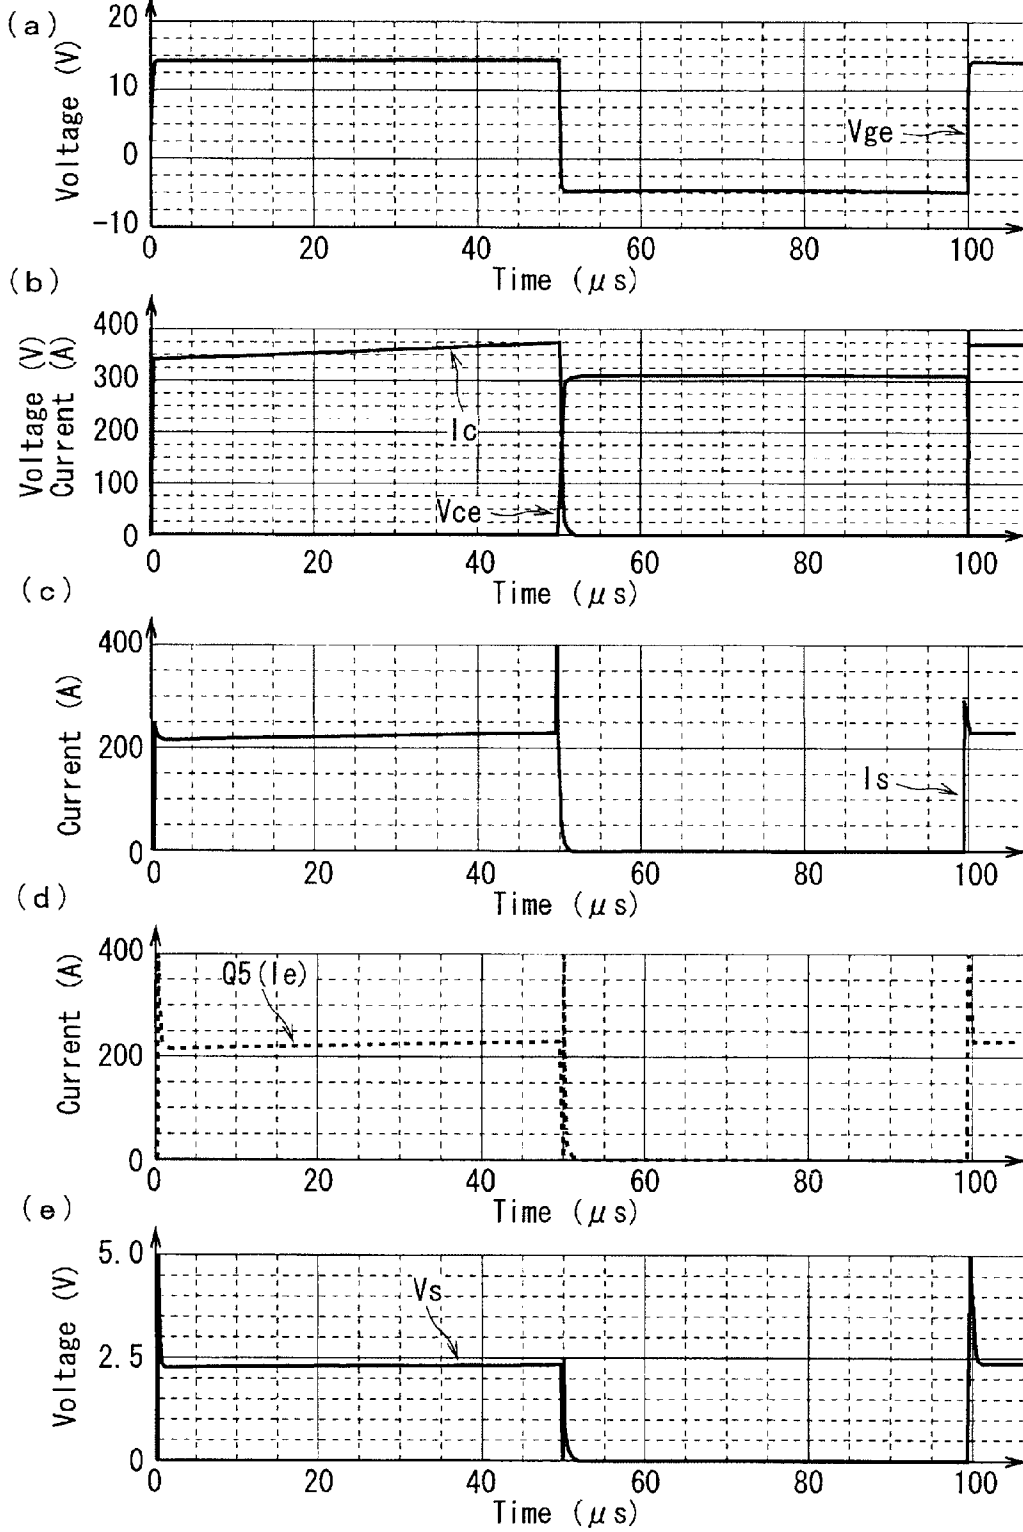 (a)
Voltage (V)
20
10
0
-10
Vge
0 20 40 60 80 100
Time (μs)
(b)
Voltage (V)
Current (A)
400
300
200
100
0
Ic
Vce
0 20 40 60 80 100
Time (μs)
(c)
Current (A)
400
200
0
Is
0 20 40 60 80 100
Time (μs)
(d)
Current (A)
400
200
0
Q5(Ie)
0 20 40 60 80 100
Time (μs)
(e)
Voltage (V)
5.0
2.5
0
Vs
0 20 40 60 80 100
Time (μs)